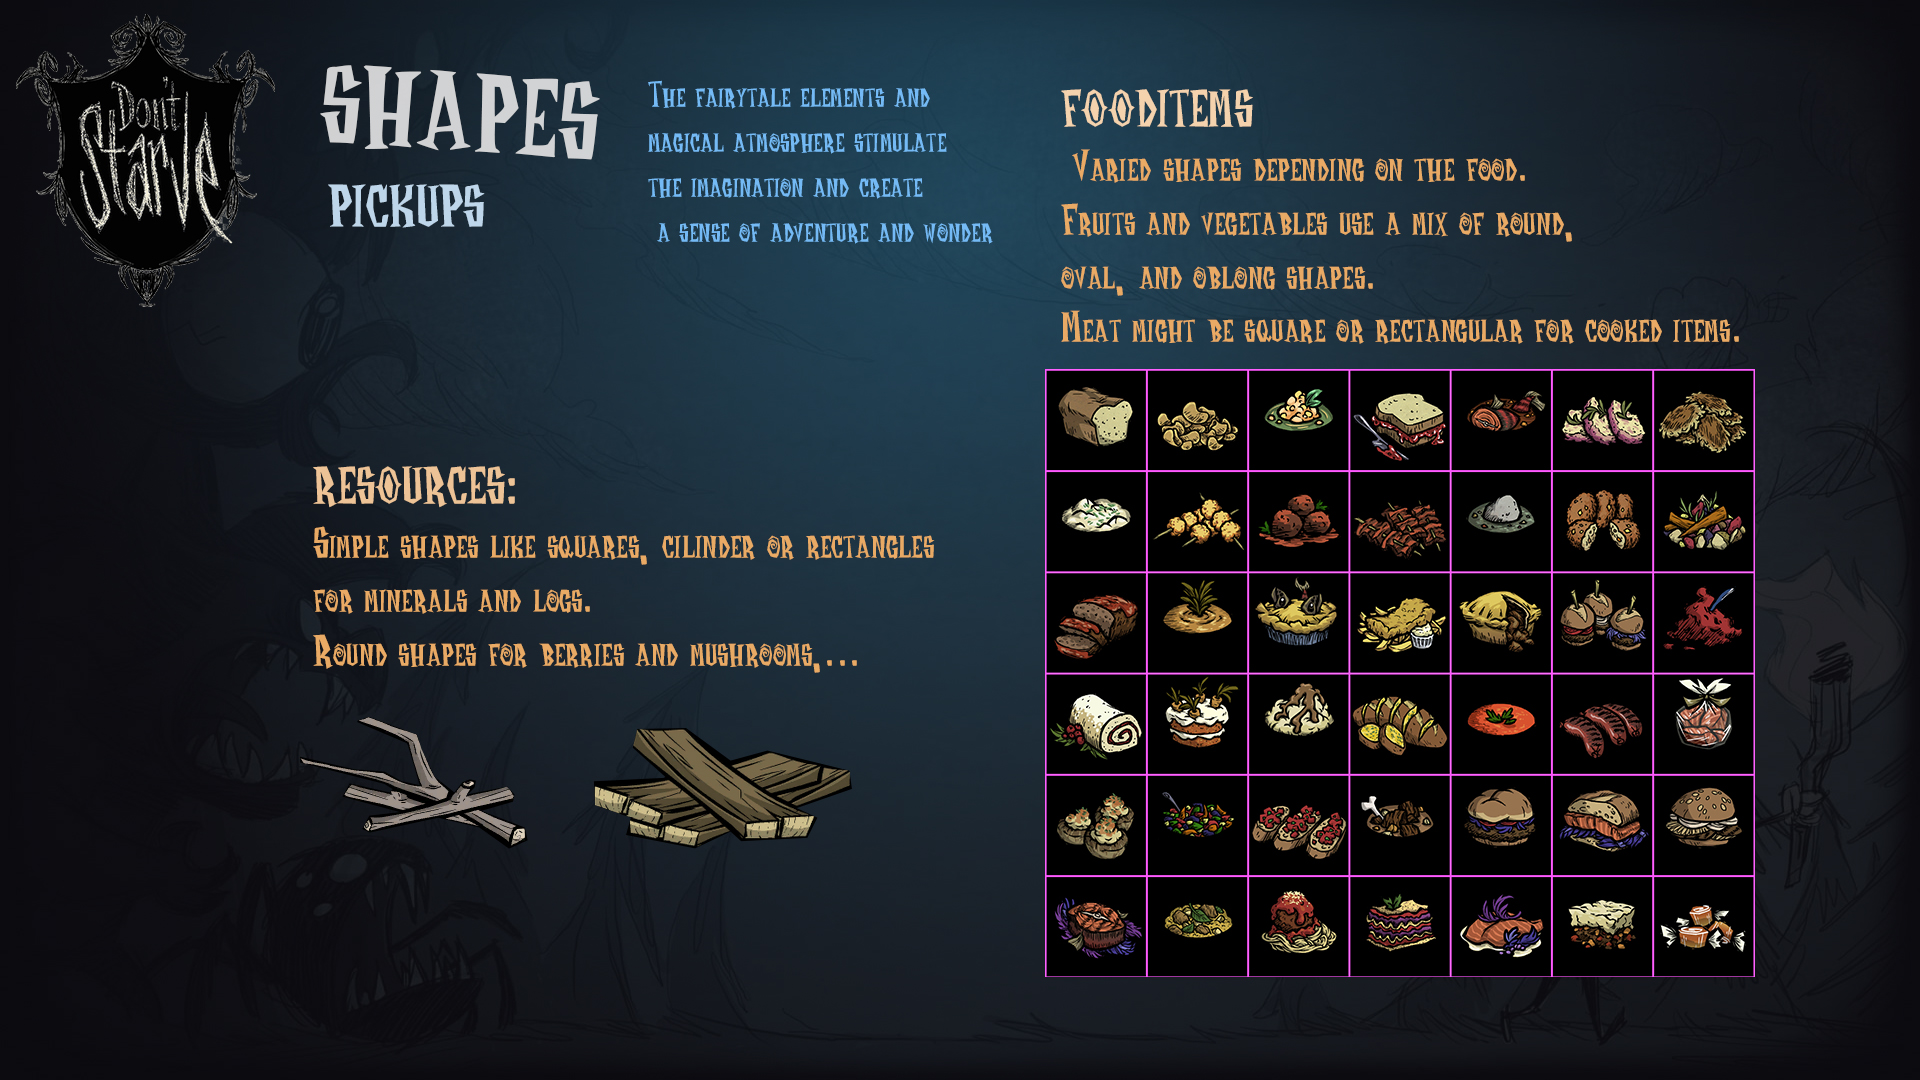 Don't
Starve
SHAPES
PICKUPS
The fairytale elements and
magical atmosphere stimulate
the imagination and create
a sense of adventure and wonder
RESOURCES:
Simple shapes like squares, cilinder or rectangles
for minerals and logs.
Round shapes for berries and mushrooms,...
FOODITEMS
Varied shapes depending on the food.
Fruits and vegetables use a mix of round,
oval, and oblong shapes.
Meat might be square or rectangular for cooked items.